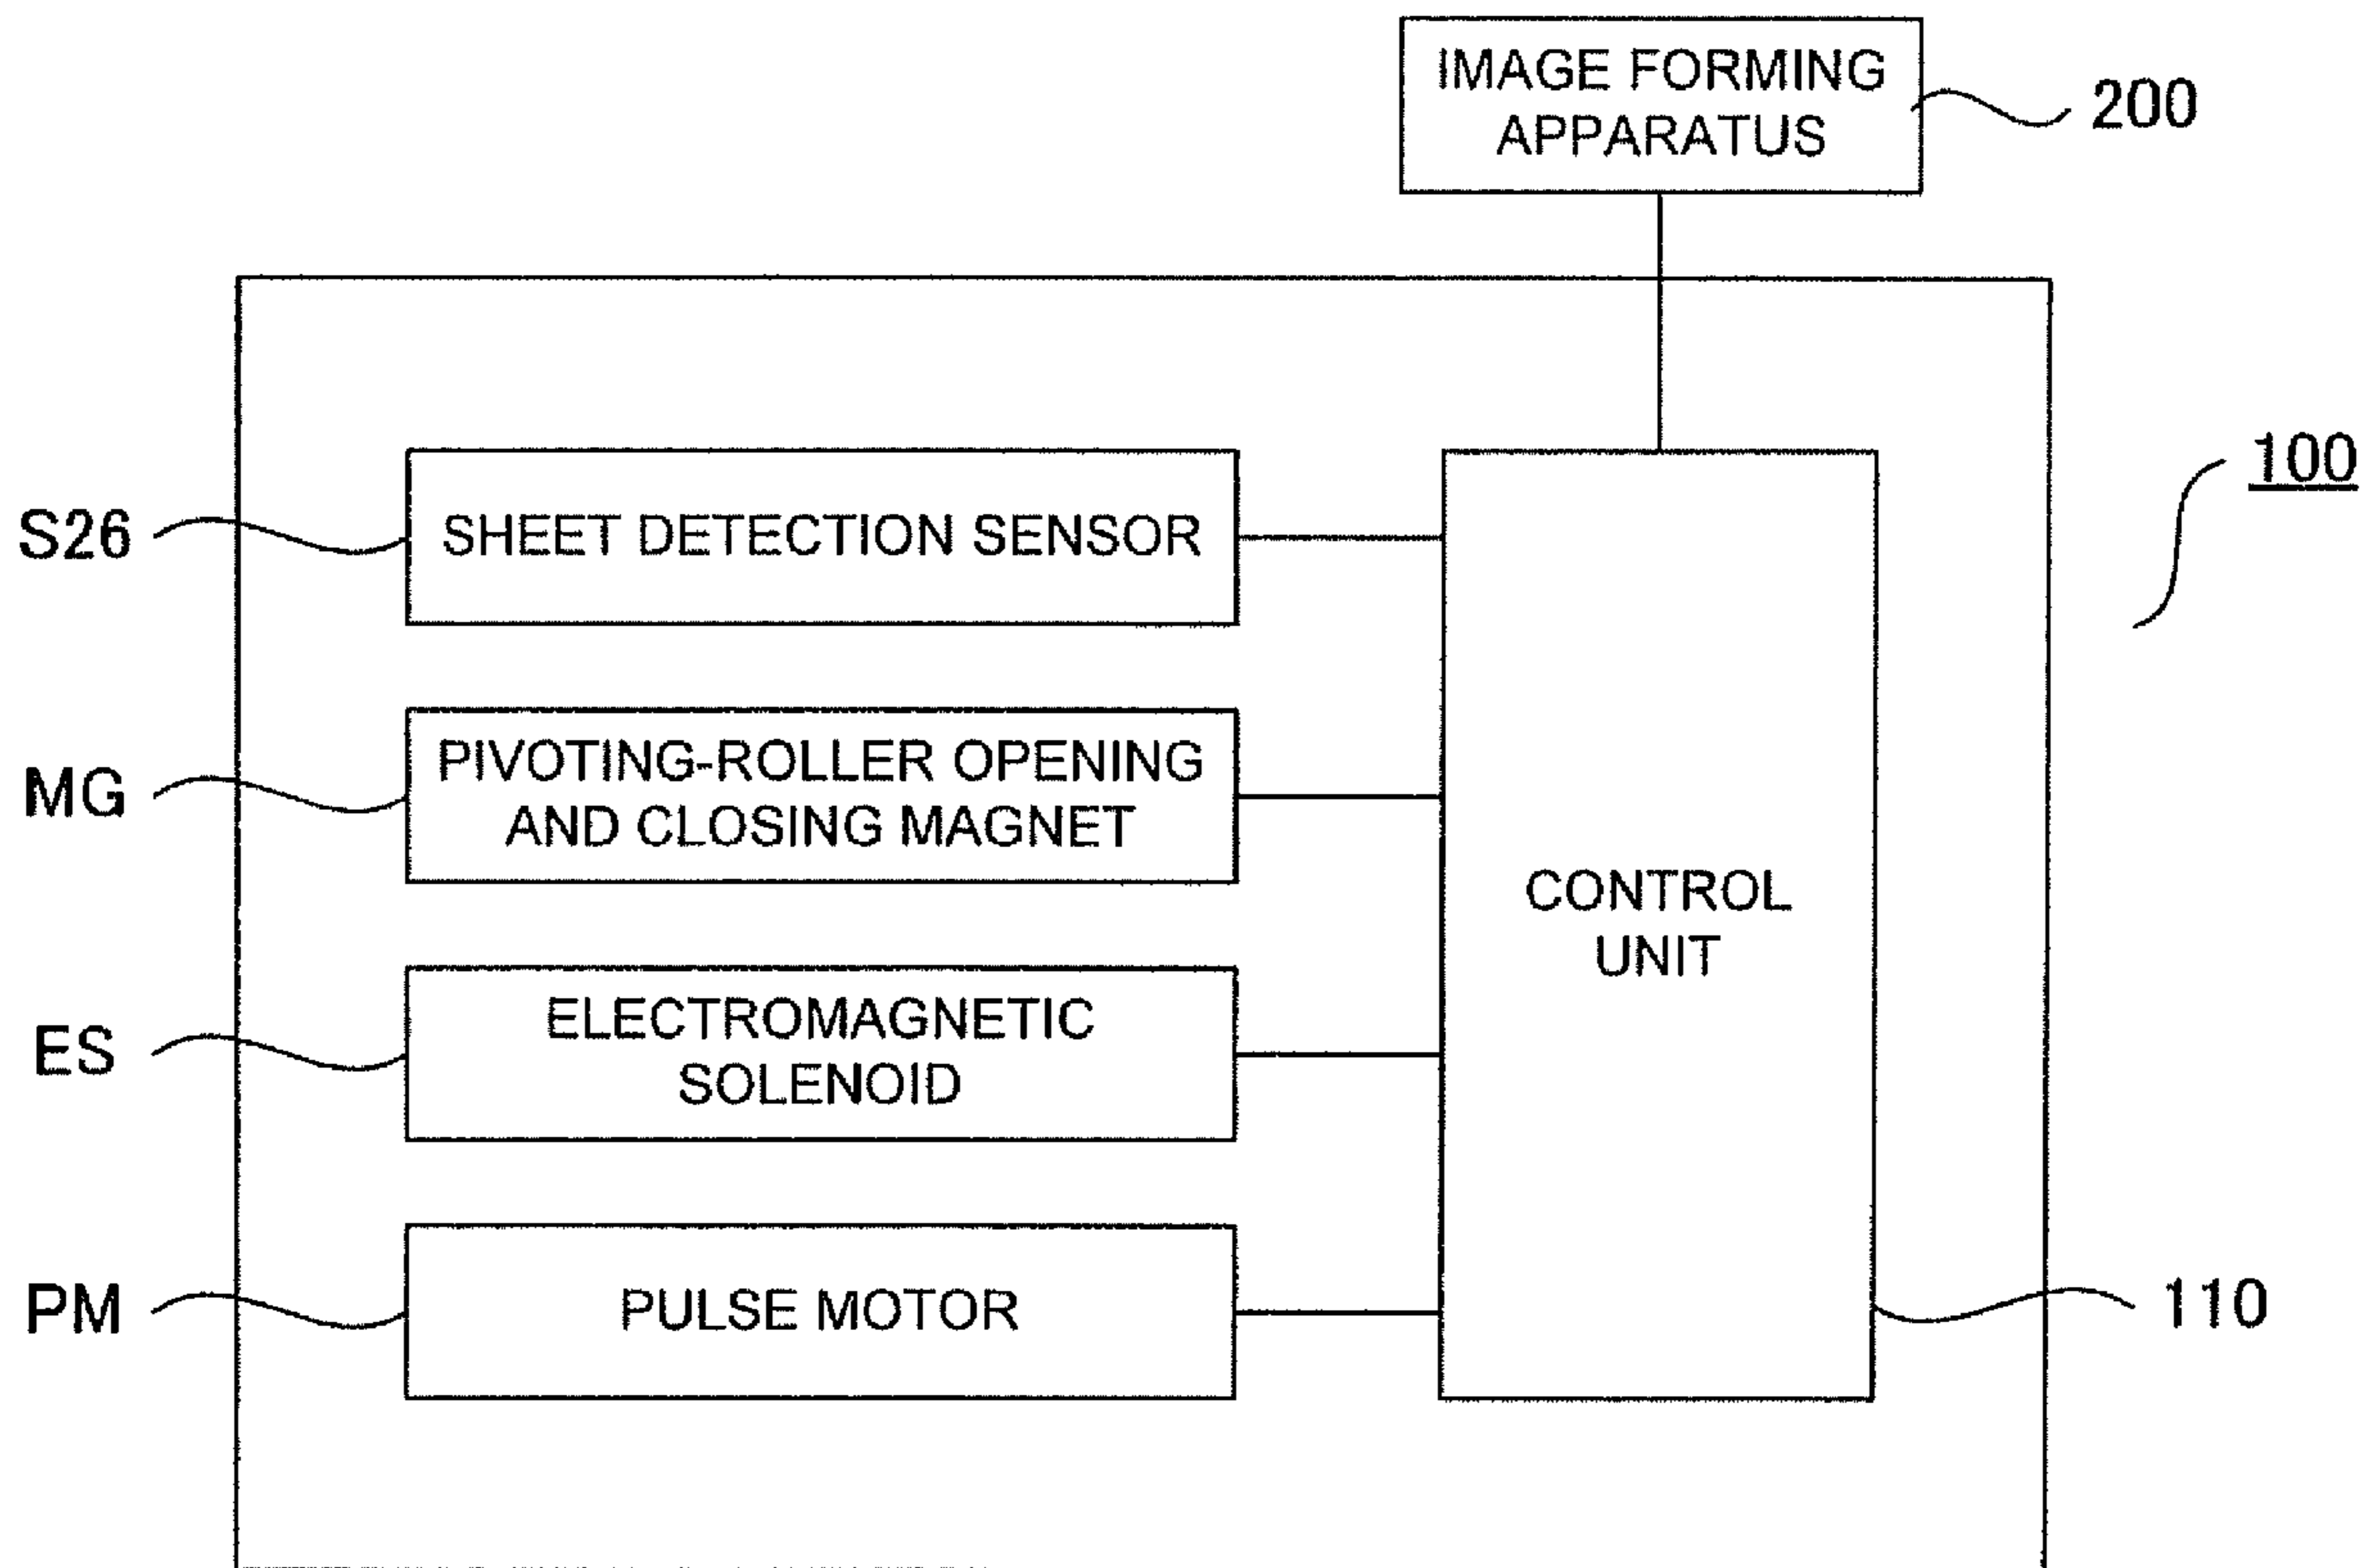 IMAGE FORMING
APPARATUS
200
100
S26
SHEET DETECTION SENSOR
MG
PIVOTING-ROLLER OPENING
AND CLOSING MAGNET
CONTROL
UNIT
ES
ELECTROMAGNETIC
SOLENOID
PM
PULSE MOTOR
110